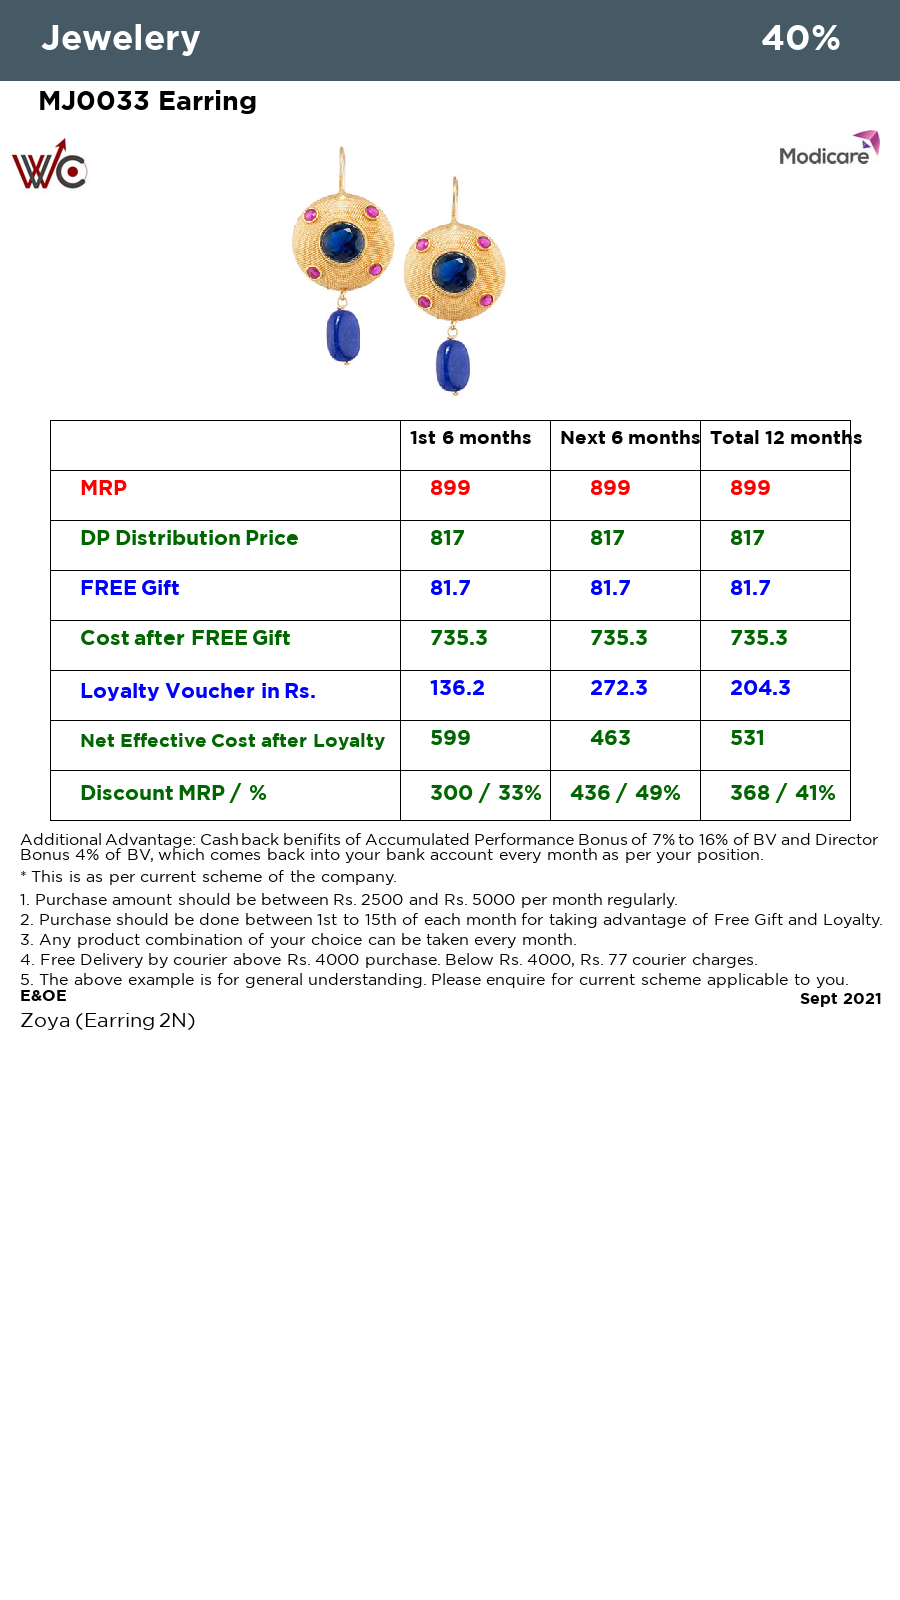 Jewelery 40%
MJ0033 Earring
WC
Modicare
1st 6 months Next 6 months Total 12 months
MRP 899 899 899
DP Distribution Price 817 817 817
FREE Gift 81.7 81.7 81.7
Cost after FREE Gift 735.3 735.3 735.3
Loyalty Voucher in Rs. 136.2 272.3 204.3
Net Effective Cost after Loyalty 599 463 531
Discount MRP / % 300 / 33% 436 / 49% 368 / 41%
Additional Advantage: Cashback benifits of Accumulated Performance Bonus of 7% to 16% of BV and Director
Bonus 4% of BV, which comes back into your bank account every month as per your position.
* This is as per current scheme of the company.
1. Purchase amount should be between Rs. 2500 and Rs. 5000 per month regularly.
2. Purchase should be done between 1st to 15th of each month for taking advantage of Free Gift and Loyalty.
3. Any product combination of your choice can be taken every month.
4. Free Delivery by courier above Rs. 4000 purchase. Below Rs. 4000, Rs. 77 courier charges.
5. The above example is for general understanding. Please enquire for current scheme applicable to you.
E&OE
Sept 2021
Zoya (Earring 2N)